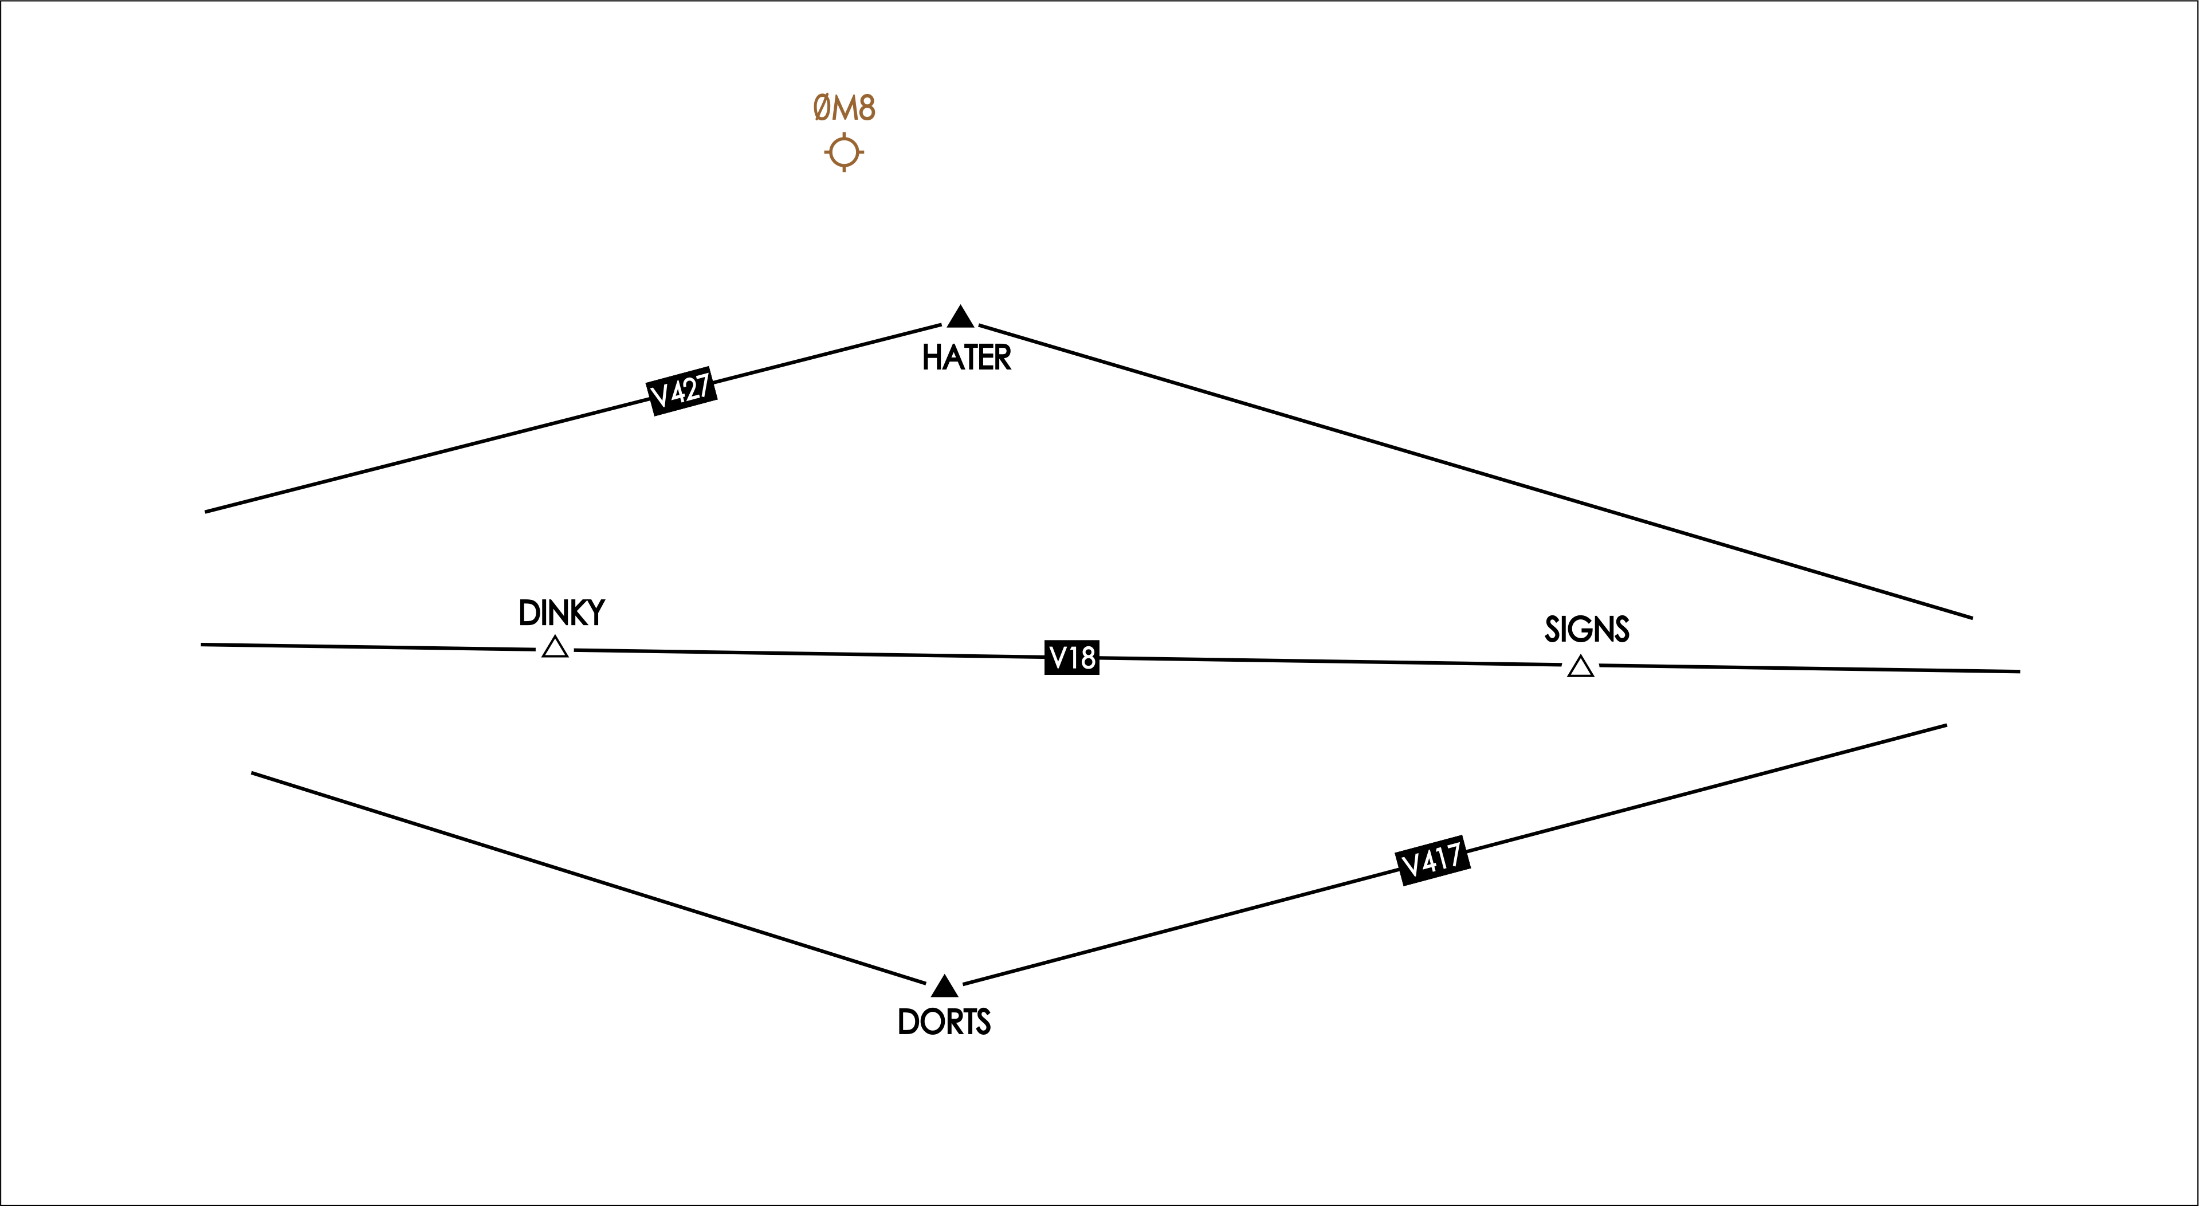 ØM8
HATER
V427
DINKY
SIGNS
V18
V417
DORTS